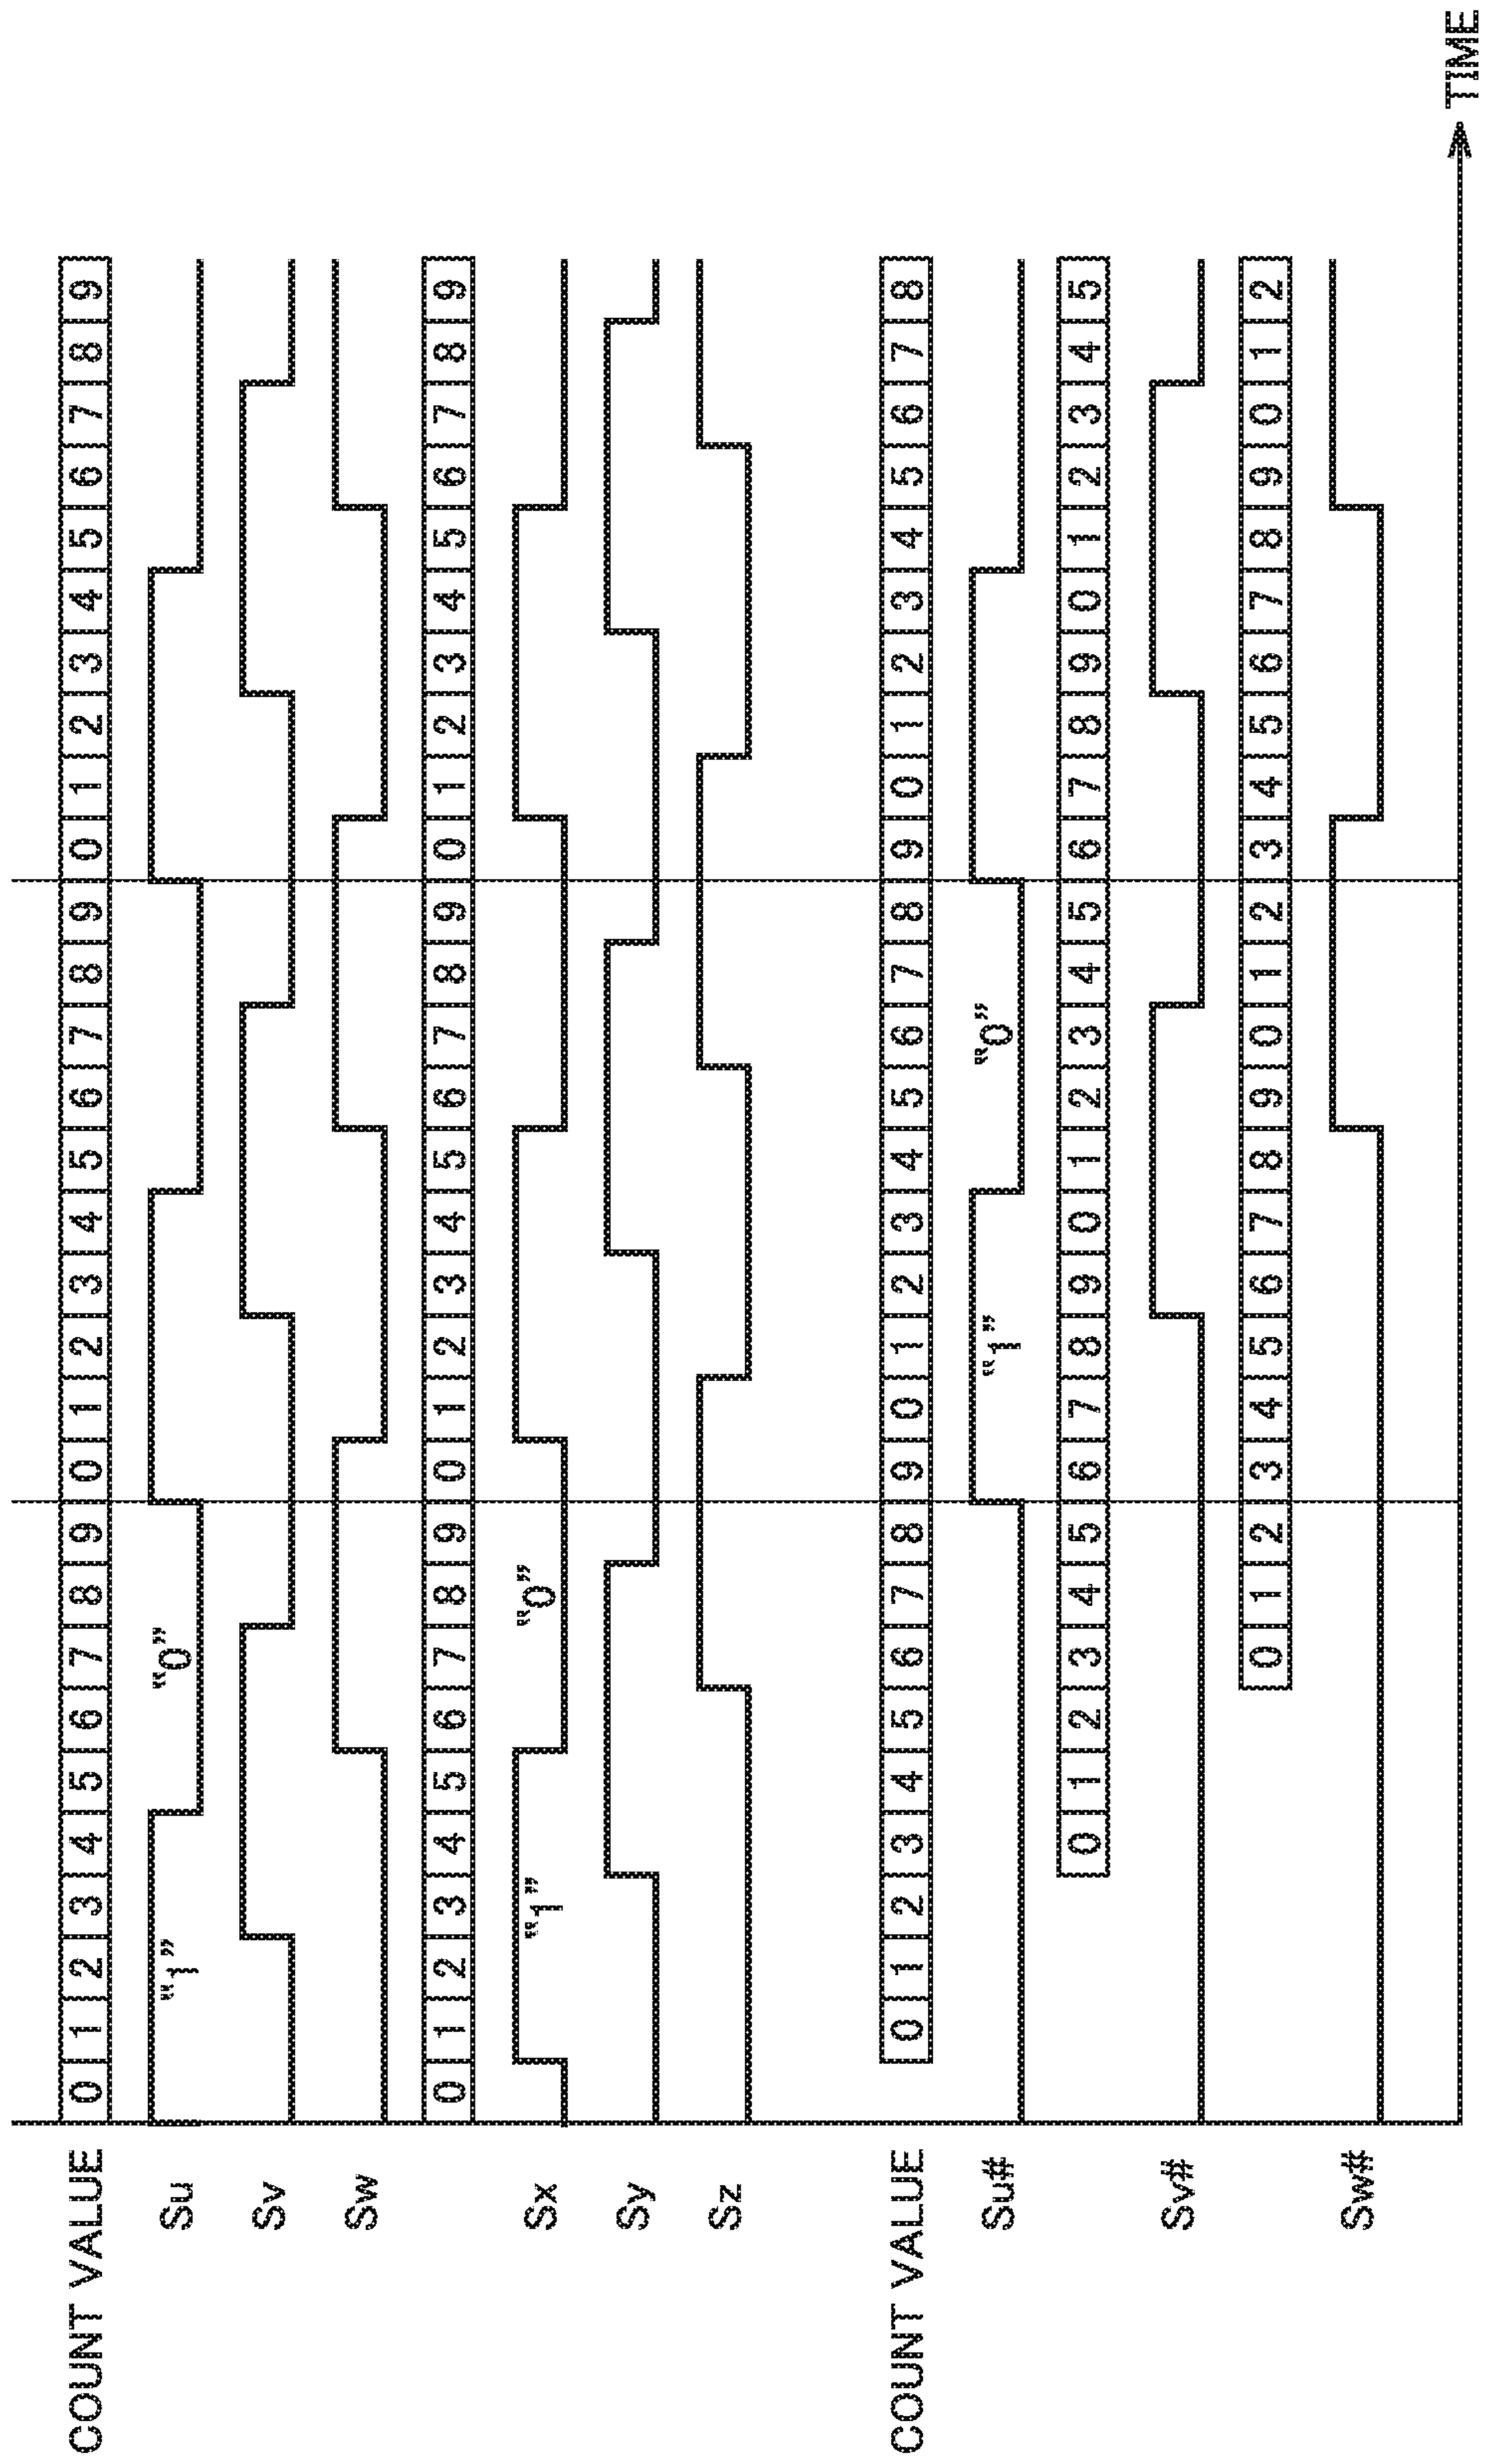 COUNT VALUE 0 1 2 3 4 5 6 7 8 9 0 1 2 3 4 5 6 7 8 9 0 1 2 3 4 5 6 7 8 9
Su “1” “0”
Sv
Sw
0 1 2 3 4 5 6 7 8 9 0 1 2 3 4 5 6 7 8 9 0 1 2 3 4 5 6 7 8 9
Sx “1” “0”
Sy
Sz
COUNT VALUE 0 1 2 3 4 5 6 7 8 9 0 1 2 3 4 5 6 7 8 9 0 1 2 3 4 5 6 7 8
Su# “1” “0”
0 1 2 3 4 5 6 7 8 9 0 1 2 3 4 5 6 7 8 9 0 1 2 3 4 5
Sv#
0 1 2 3 4 5 6 7 8 9 0 1 2 3 4 5 6 7 8 9 0 1 2
Sw#
TIME